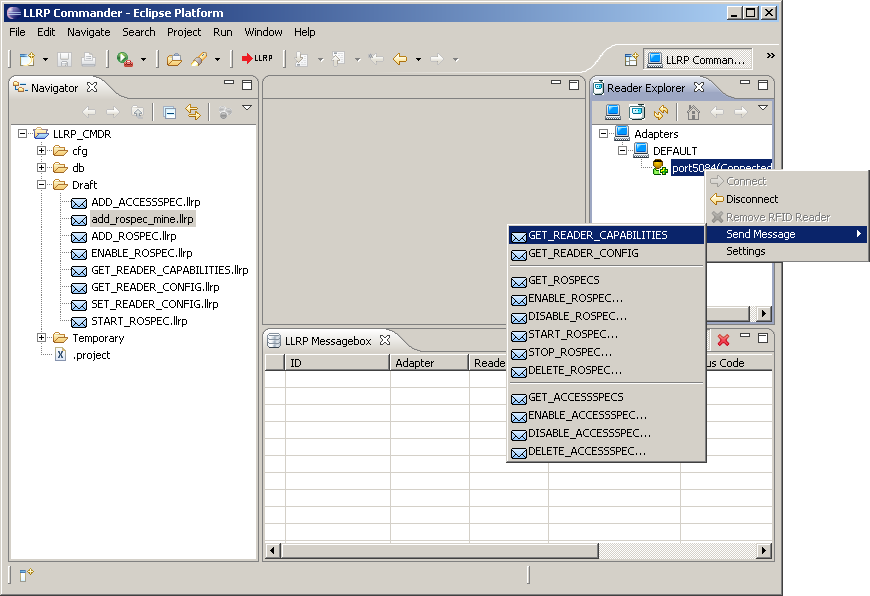 LLRP Commander - Eclipse Platform
File Edit Navigate Search Project Run Window Help
LLRP
LLRP Comman...
Navigator
LLRP_CMDR
cfg
db
Draft
ADD_ACCESSSPEC.llrp
add_rospec_mine.llrp
ADD_ROSPEC.llrp
ENABLE_ROSPEC.llrp
GET_READER_CAPABILITIES.llrp
GET_READER_CONFIG.llrp
SET_READER_CONFIG.llrp
START_ROSPEC.llrp
Temporary
.project
Reader Explorer
Adapters
DEFAULT
port5084(Connected
Connect
Disconnect
Remove RFID Reader
Send Message
Settings
GET_READER_CAPABILITIES
GET_READER_CONFIG
GET_ROSPECS
ENABLE_ROSPEC...
DISABLE_ROSPEC...
START_ROSPEC...
STOP_ROSPEC...
DELETE_ROSPEC...
GET_ACCESSSPECS
ENABLE_ACCESSSPEC...
DISABLE_ACCESSSPEC...
DELETE_ACCESSSPEC...
LLRP Messagebox
ID Adapter Reade us Code